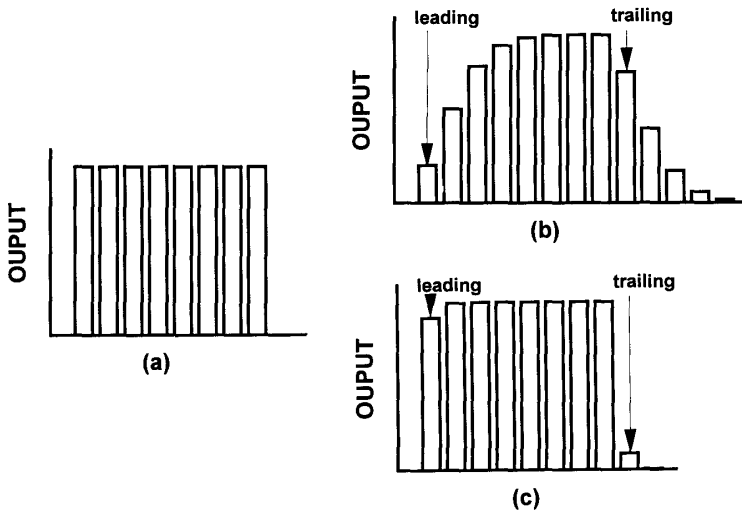 OUPUT
(a)
leading
trailing
OUPUT
(b)
leading
trailing
OUPUT
(c)